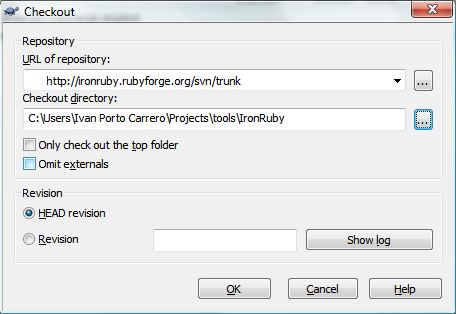 Checkout
Repository
URL of repository:
http://ironruby.rubyforge.org/svn/trunk
...
Checkout directory:
C:\Users\Ivan Porto Carrero\Projects\tools\IronRuby
...
Only check out the top folder
Omit externals
Revision
HEAD revision
Revision
Show log
OK
Cancel
Help